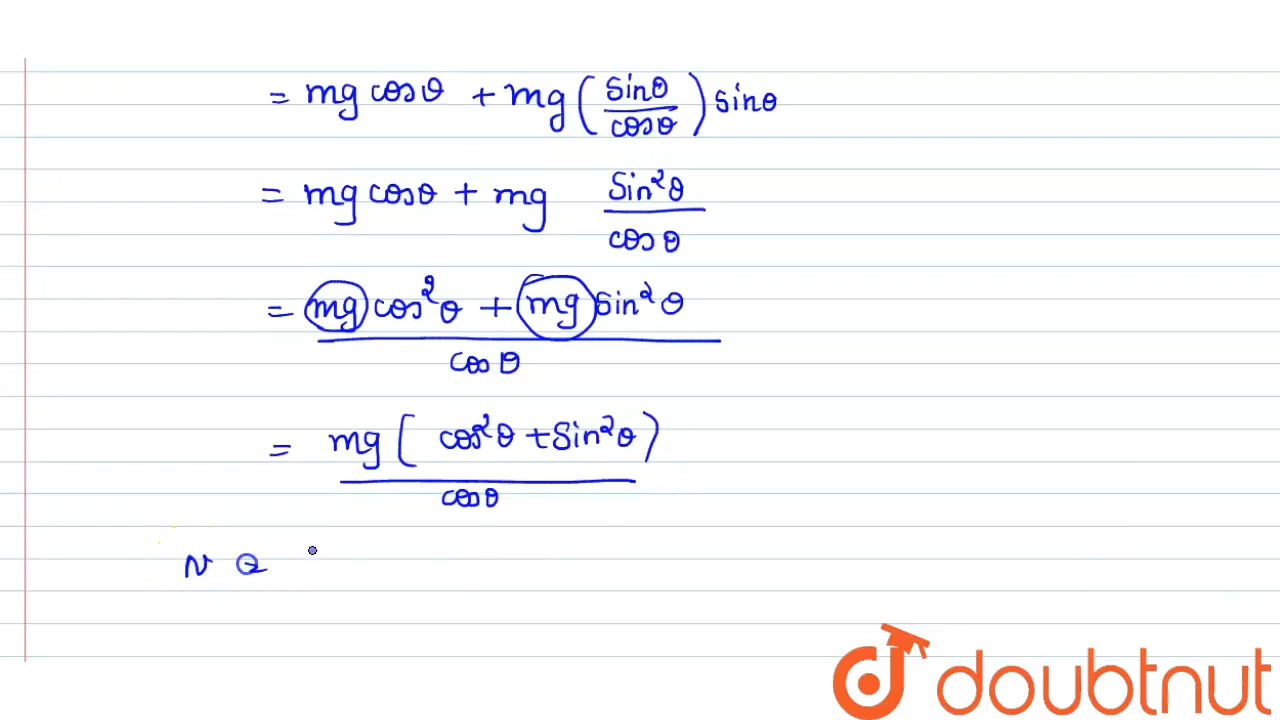 = mg cosθ + mg (sinθ/cosθ) sinθ
= mg cosθ + mg sin²θ/cosθ
= mg cos²θ + mg sin²θ
cosθ
= mg ( cos²θ + sin²θ )
cosθ
N
doubtnut